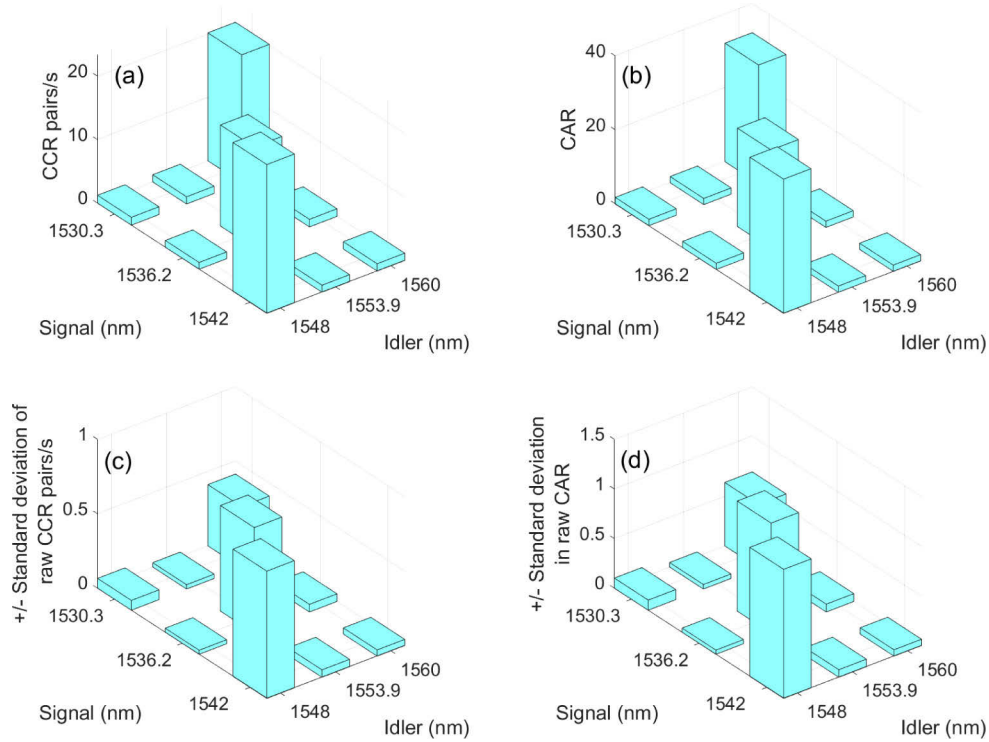 (a)
CCR pairs/s
20
10
0
1530.3
1536.2
1542
Signal (nm)
1548
1553.9
1560
Idler (nm)
(b)
CAR
40
20
0
1530.3
1536.2
1542
Signal (nm)
1548
1553.9
1560
Idler (nm)
(c)
+/- Standard deviation of
raw CCR pairs/s
1
0.5
0
1530.3
1536.2
1542
Signal (nm)
1548
1553.9
1560
Idler (nm)
(d)
+/- Standard deviation
in raw CAR
1.5
1
0.5
0
1530.3
1536.2
1542
Signal (nm)
1548
1553.9
1560
Idler (nm)